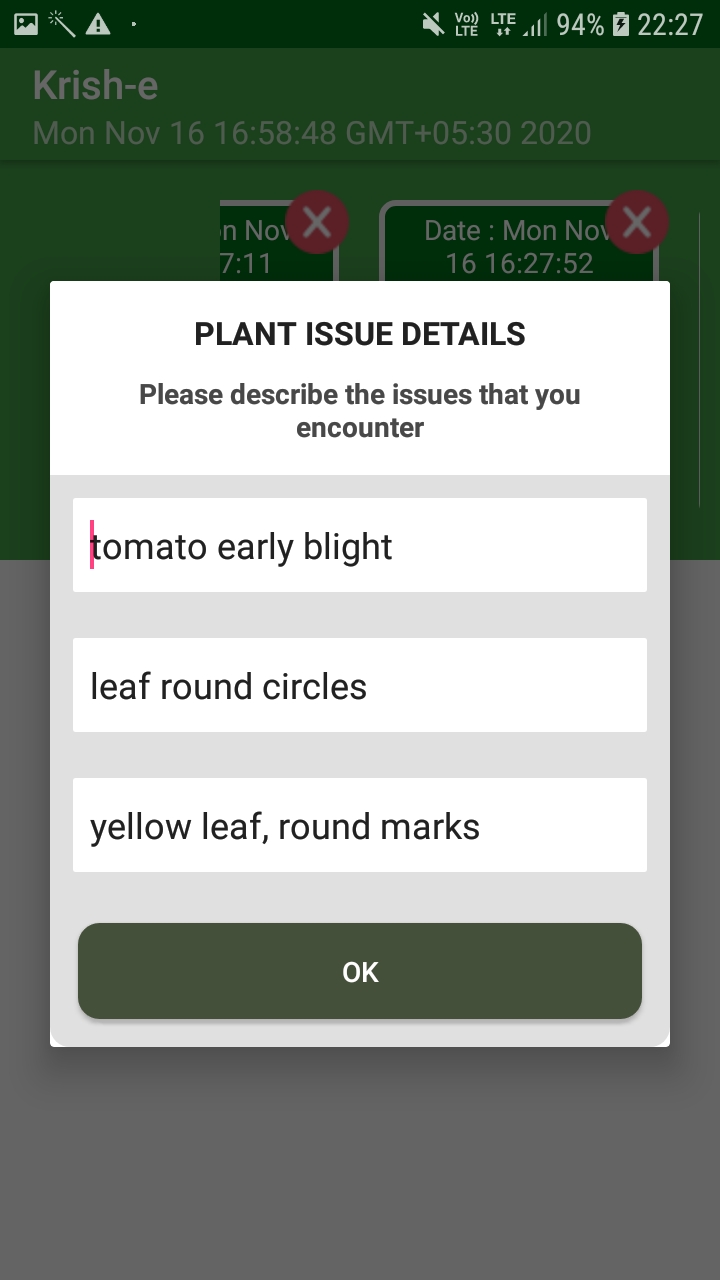 Vo))
LTE
LTE
94%
22:27
Krish-e
Mon Nov 16 16:58:48 GMT+05:30 2020
n Nov
7:11
Date : Mon Nov
16 16:27:52
PLANT ISSUE DETAILS
Please describe the issues that you
encounter
tomato early blight
leaf round circles
yellow leaf, round marks
OK